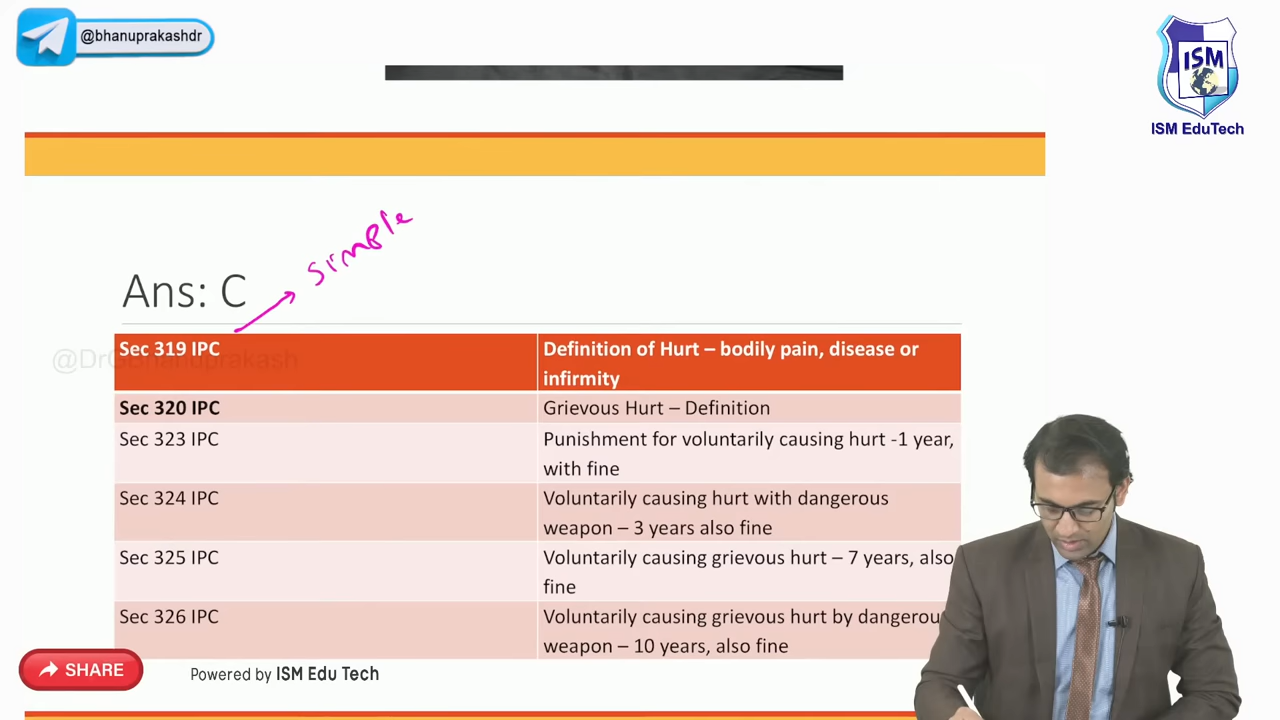 @bhanuprakashdr
ISM
ISM EduTech
simple
Ans: C
@DrGBhanuprakash
Sec 319 IPC
Definition of Hurt – bodily pain, disease or
infirmity
Sec 320 IPC
Grievous Hurt – Definition
Sec 323 IPC
Punishment for voluntarily causing hurt -1 year,
with fine
Sec 324 IPC
Voluntarily causing hurt with dangerous
weapon – 3 years also fine
Sec 325 IPC
Voluntarily causing grievous hurt – 7 years, also
fine
Sec 326 IPC
Voluntarily causing grievous hurt by dangerou
weapon – 10 years, also fine
SHARE
Powered by ISM Edu Tech